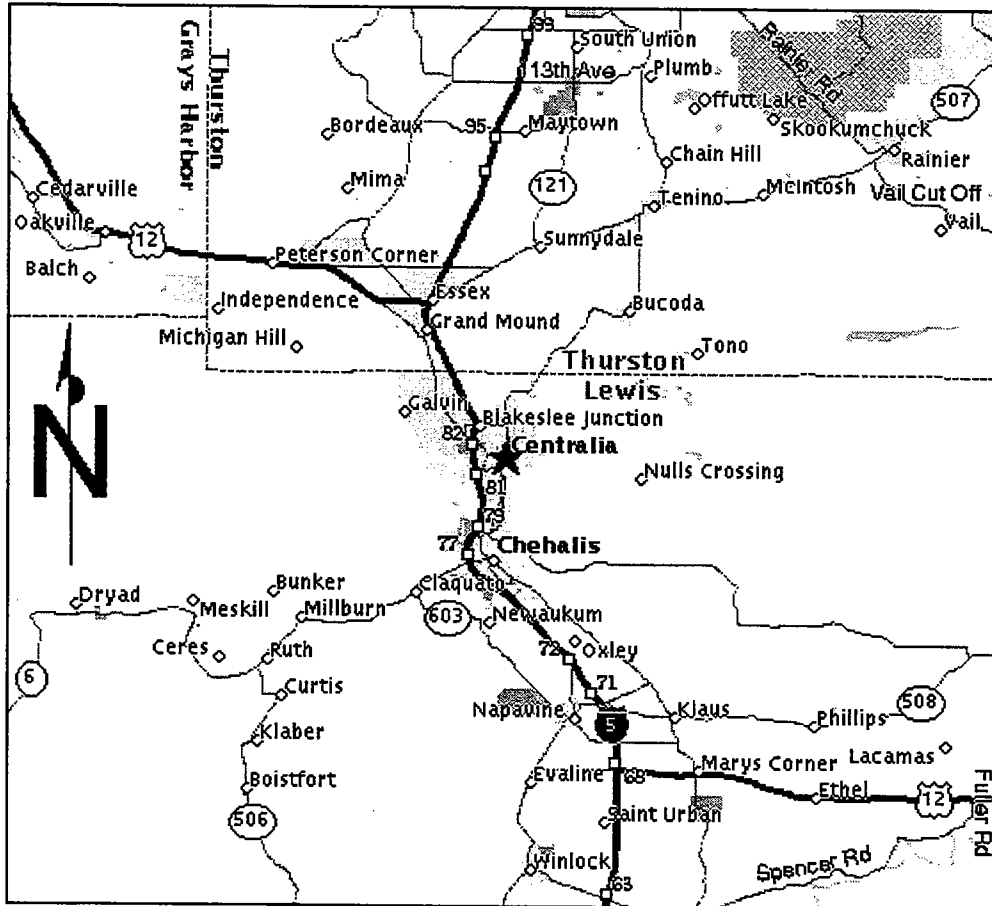 99
South Union
13th Ave
Plumb
Rainier Rd
Thurston
Grays Harbor
Offutt Lake
507
Bordeaux
95
Maytown
Skookumchuck
Chain Hill
Rainier
Mima
121
Cedarville
McIntosh
Vail Cut Off
Tenino
Oakville
12
Vail
Sunnydale
Peterson Corner
Balch
Essex
Independence
Bucoda
Grand Mound
Michigan Hill
Tono
Thurston
Lewis
Galvin
Blakeslee Junction
82
Centralia
N
Nulls Crossing
81
79
77
Chehalis
Bunker
Claquato
Dryad
Meskill
Millburn
603
Newaukum
Ceres
Ruth
72
Oxley
6
Curtis
71
508
Napavine
5
Klaus
Phillips
Klaber
Lacamas
Marys Corner
Boistfort
Evaline
68
Ethel
12
Fuller Rd
506
Saint Urban
Winlock
Spencer Rd
63